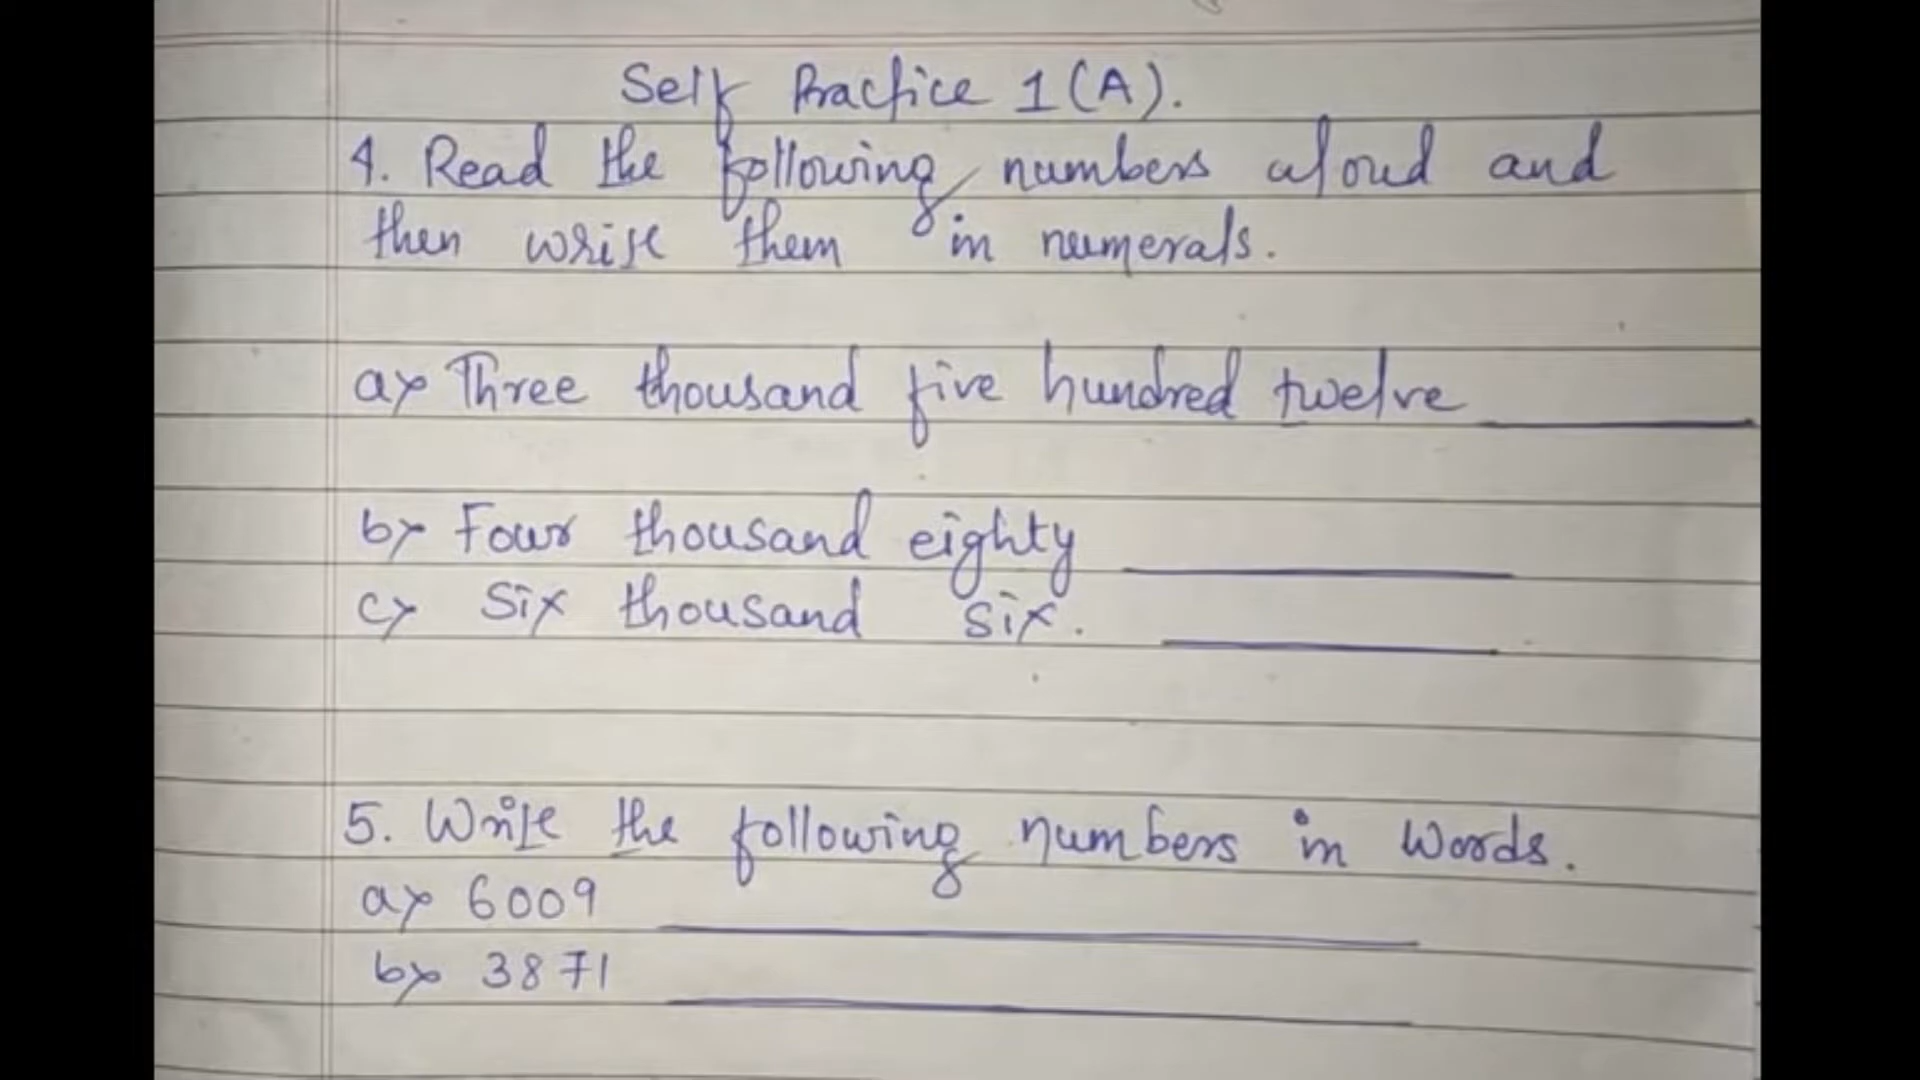 Self Practice 1(A).
4. Read the following numbers aloud and
then write them in numerals.
a> Three thousand five hundred twelve
b> Four thousand eighty
c> Six thousand six.
5. Write the following numbers in words.
a> 6009
b> 3871